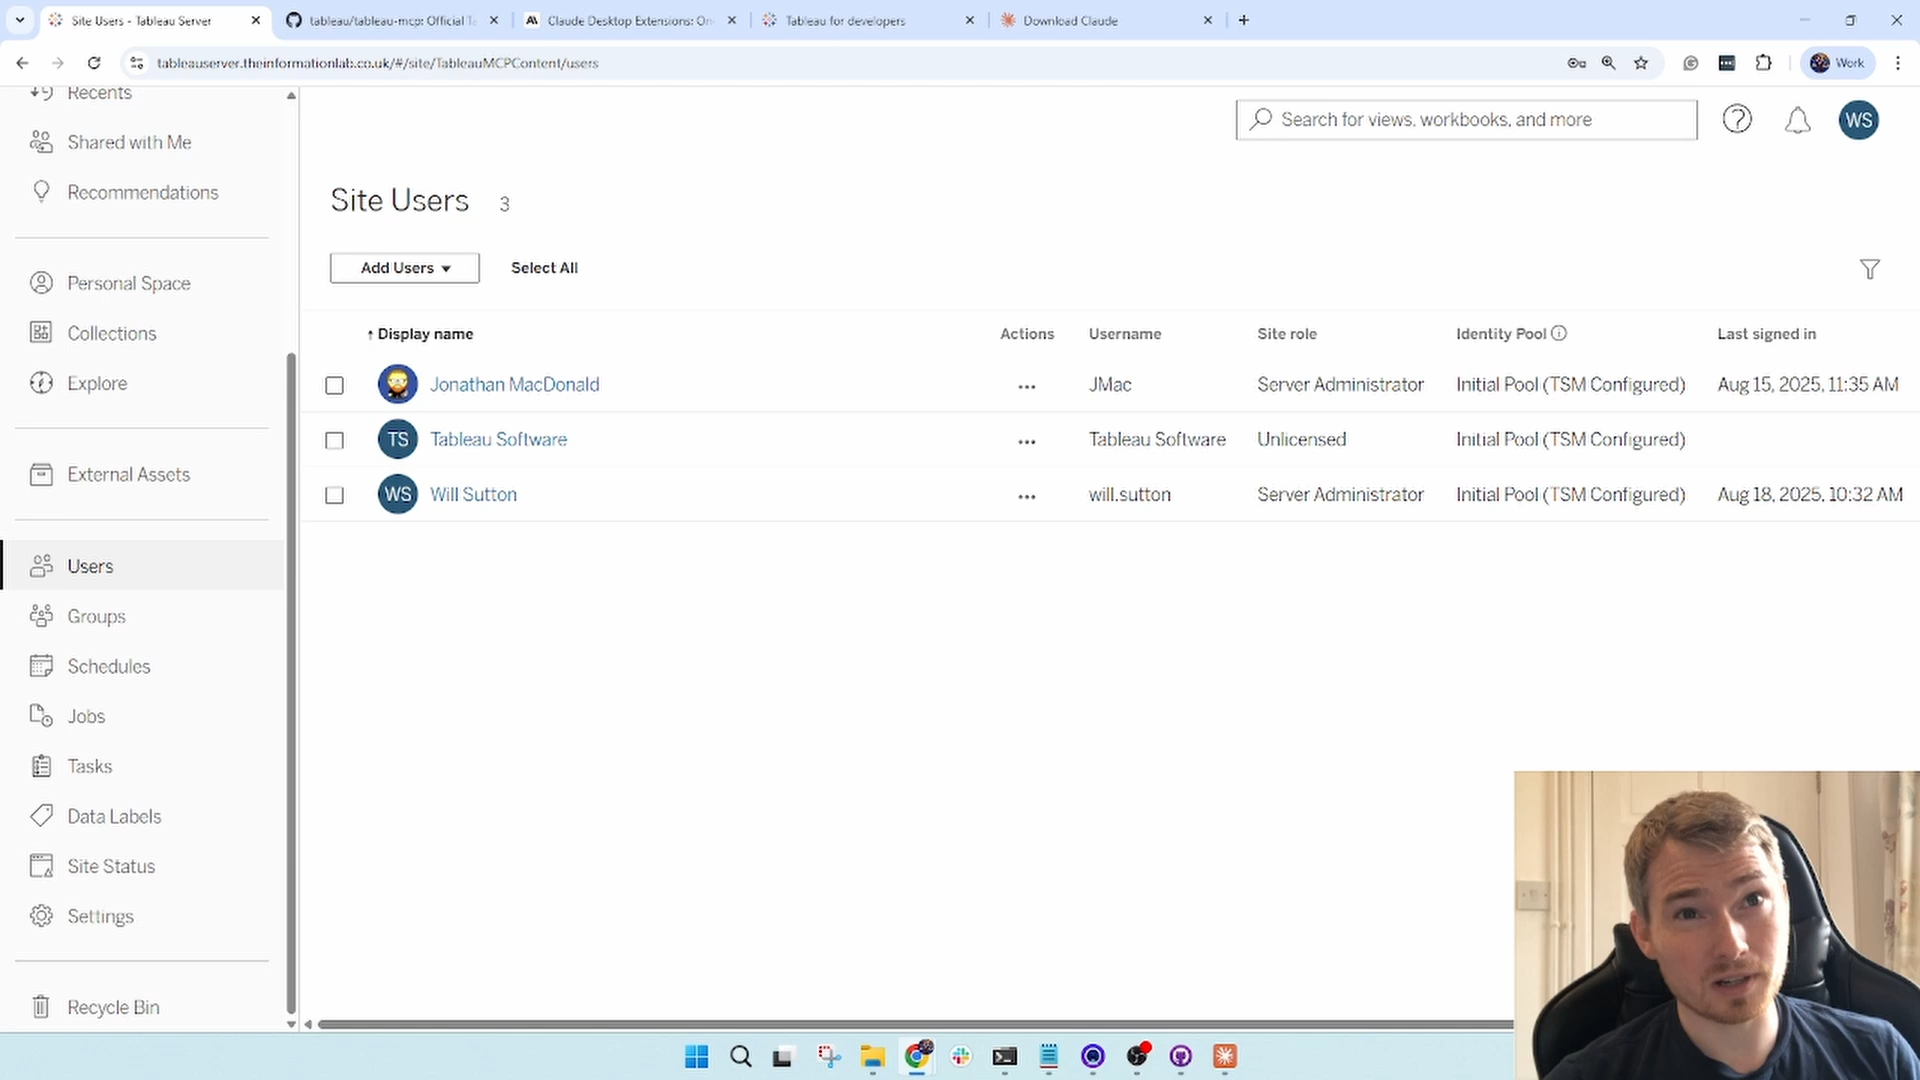 Site Users - Tableau Server
tableau/tableau-mcp: Official Ta
Claude Desktop Extensions: On
Tableau for developers
Download Claude
tableauserver.theinformationlab.co.uk/#/site/TableauMCPContent/users
Work
Recents
Shared with Me
Recommendations
Personal Space
Collections
Explore
External Assets
Users
Groups
Schedules
Jobs
Tasks
Data Labels
Site Status
Settings
Recycle Bin
Search for views, workbooks, and more
WS
Site Users 3
Add Users
Select All
Display name Actions Username Site role Identity Pool Last signed in
Jonathan MacDonald JMac Server Administrator Initial Pool (TSM Configured) Aug 15, 2025, 11:35 AM
TS Tableau Software Tableau Software Unlicensed Initial Pool (TSM Configured)
WS Will Sutton will.sutton Server Administrator Initial Pool (TSM Configured) Aug 18, 2025, 10:32 AM